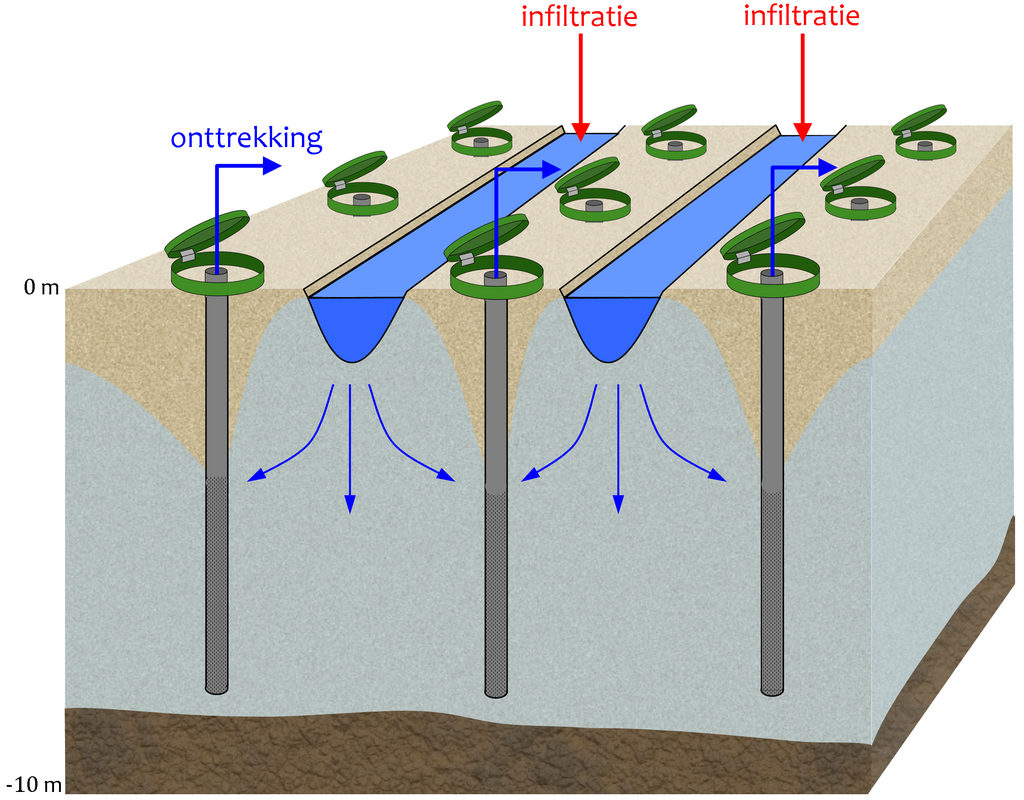 infiltratie
infiltratie
onttrekking
0 m
-10 m